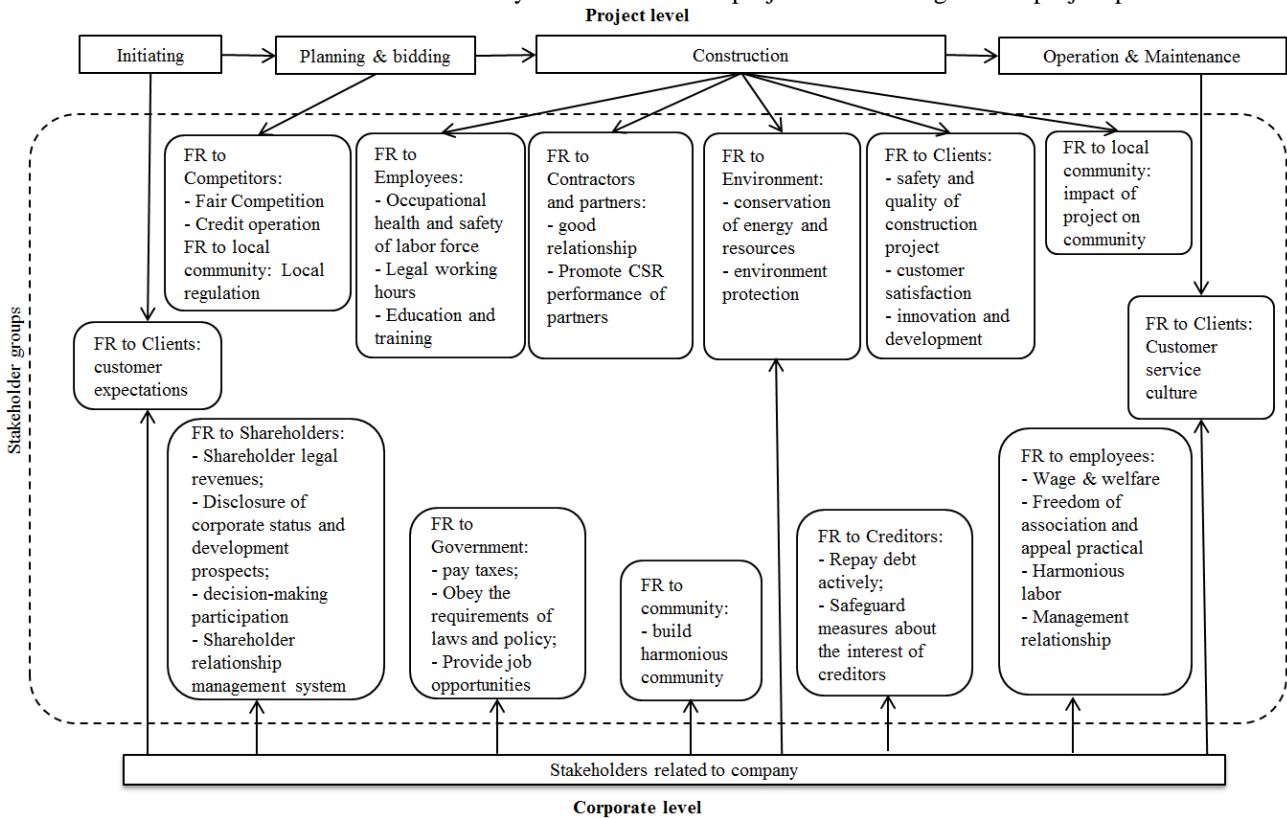 Project level
Initiating
Planning & bidding
Construction
Operation & Maintenance
Stakeholder groups
FR to
Competitors:
- Fair Competition
- Credit operation
FR to local
community: Local
regulation
FR to
Employees:
- Occupational
health and safety
of labor force
- Legal working
hours
- Education and
training
FR to
Contractors
and partners:
- good
relationship
- Promote CSR
performance of
partners
FR to
Environment:
- conservation
of energy and
resources
- environment
protection
FR to Clients:
- safety and
quality of
construction
project
- customer
satisfaction
- innovation and
development
FR to local
community:
impact of
project on
community
FR to Clients:
customer
expectations
FR to Clients:
Customer
service
culture
FR to Shareholders:
- Shareholder legal
revenues;
- Disclosure of
corporate status and
development
prospects;
- decision-making
participation
- Shareholder
relationship
management system
FR to
Government:
- pay taxes;
- Obey the
requirements of
laws and policy;
- Provide job
opportunities
FR to
community:
- build
harmonious
community
FR to Creditors:
- Repay debt
actively;
- Safeguard
measures about
the interest of
creditors
FR to employees:
- Wage & welfare
- Freedom of
association and
appeal practical
- Harmonious
labor
- Management
relationship
Stakeholders related to company
Corporate level